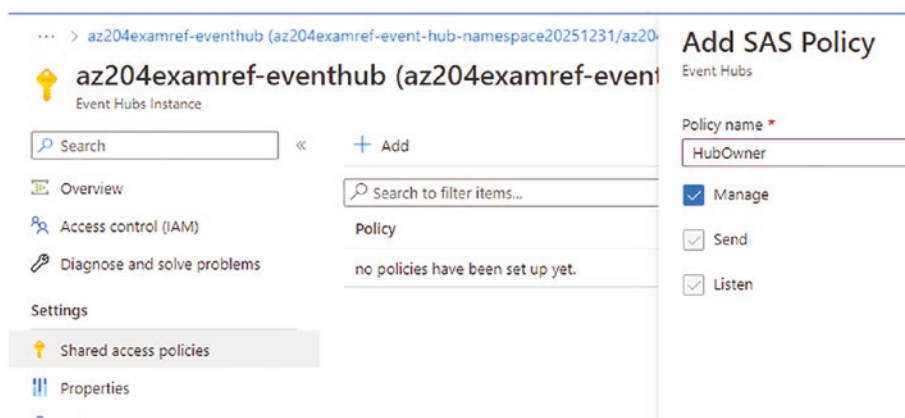 ... > az204examref-eventhub (az204examref-event-hub-namespace20251231/az204
az204examref-eventhub (az204examref-event
Event Hubs Instance
Search
«
Overview
Access control (IAM)
Diagnose and solve problems
Settings
Shared access policies
Properties
+ Add
Search to filter items...
Policy
no policies have been set up yet.
Add SAS Policy
Event Hubs
Policy name *
HubOwner
Manage
Send
Listen